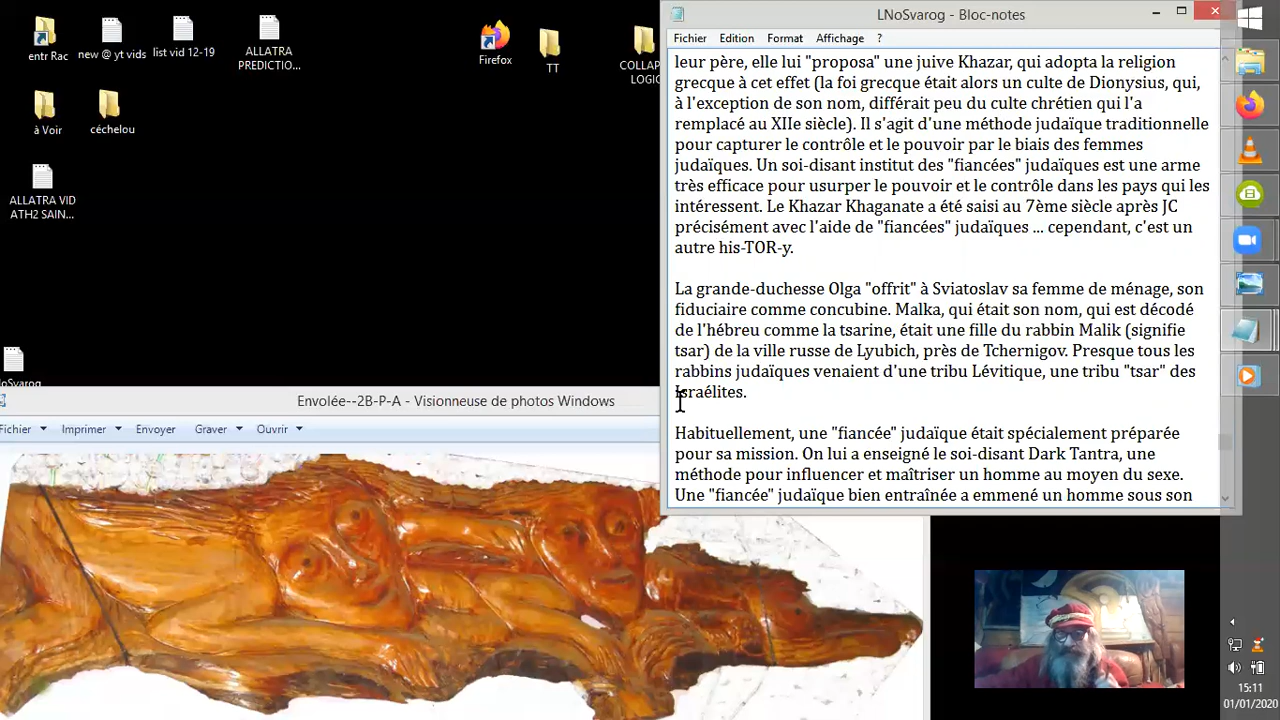 entr Rac
new @ yt vids
list vid 12-19
ALLATRA
PREDICTIO...
Firefox
TT
COLLAP
LOGIC
à Voir
céchelou
ALLATRA VID
ATH2 SAIN...
LNoSvarog
LNoSvarog - Bloc-notes
Fichier Edition Format Affichage ?
leur père, elle lui "proposa" une juive Khazar, qui adopta la religion
grecque à cet effet (la foi grecque était alors un culte de Dionysius, qui,
à l'exception de son nom, différait peu du culte chrétien qui l'a
remplacé au XIIe siècle). Il s'agit d'une méthode judaïque traditionnelle
pour capturer le contrôle et le pouvoir par le biais des femmes
judaïques. Un soi-disant institut des "fiancées" judaïques est une arme
très efficace pour usurper le pouvoir et le contrôle dans les pays qui les
intéressent. Le Khazar Khaganate a été saisi au 7ème siècle après JC
précisément avec l'aide de "fiancées" judaïques ... cependant, c'est un
autre his-TOR-y.
La grande-duchesse Olga "offrit" à Sviatoslav sa femme de ménage, son
fiduciaire comme concubine. Malka, qui était son nom, qui est décodé
de l'hébreu comme la tsarine, était une fille du rabbin Malik (signifie
tsar) de la ville russe de Lyubich, près de Tchernigov. Presque tous les
rabbins judaïques venaient d'une tribu Lévitique, une tribu "tsar" des
Israélites.
Habituellement, une "fiancée" judaïque était spécialement préparée
pour sa mission. On lui a enseigné le soi-disant Dark Tantra, une
méthode pour influencer et maîtriser un homme au moyen du sexe.
Une "fiancée" judaïque bien entraînée a emmené un homme sous son
Envolée--2B-P-A - Visionneuse de photos Windows
Fichier Imprimer Envoyer Graver Ouvrir
15:11
01/01/2020